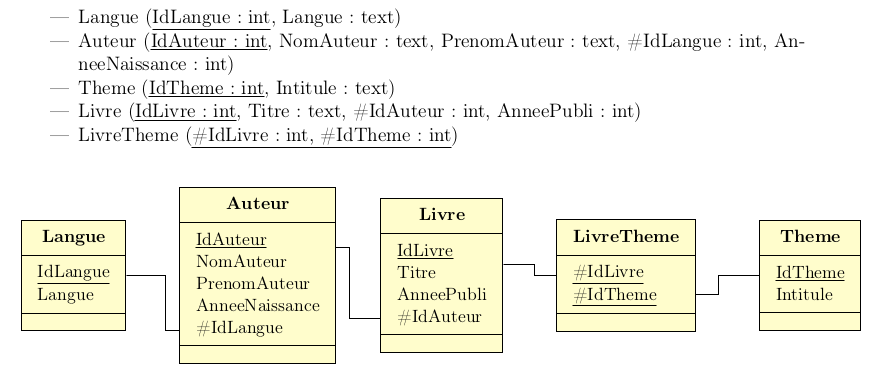 — Langue (IdLangue : int, Langue : text)
— Auteur (IdAuteur : int, NomAuteur : text, PrenomAuteur : text, #IdLangue : int, An-
neeNaissance : int)
— Theme (IdTheme : int, Intitule : text)
— Livre (IdLivre : int, Titre : text, #IdAuteur : int, AnneePubli : int)
— LivreTheme (#IdLivre : int, #IdTheme : int)
Langue
IdLangue
Langue
Auteur
IdAuteur
NomAuteur
PrenomAuteur
AnneeNaissance
#IdLangue
Livre
IdLivre
Titre
AnneePubli
#IdAuteur
LivreTheme
#IdLivre
#IdTheme
Theme
IdTheme
Intitule